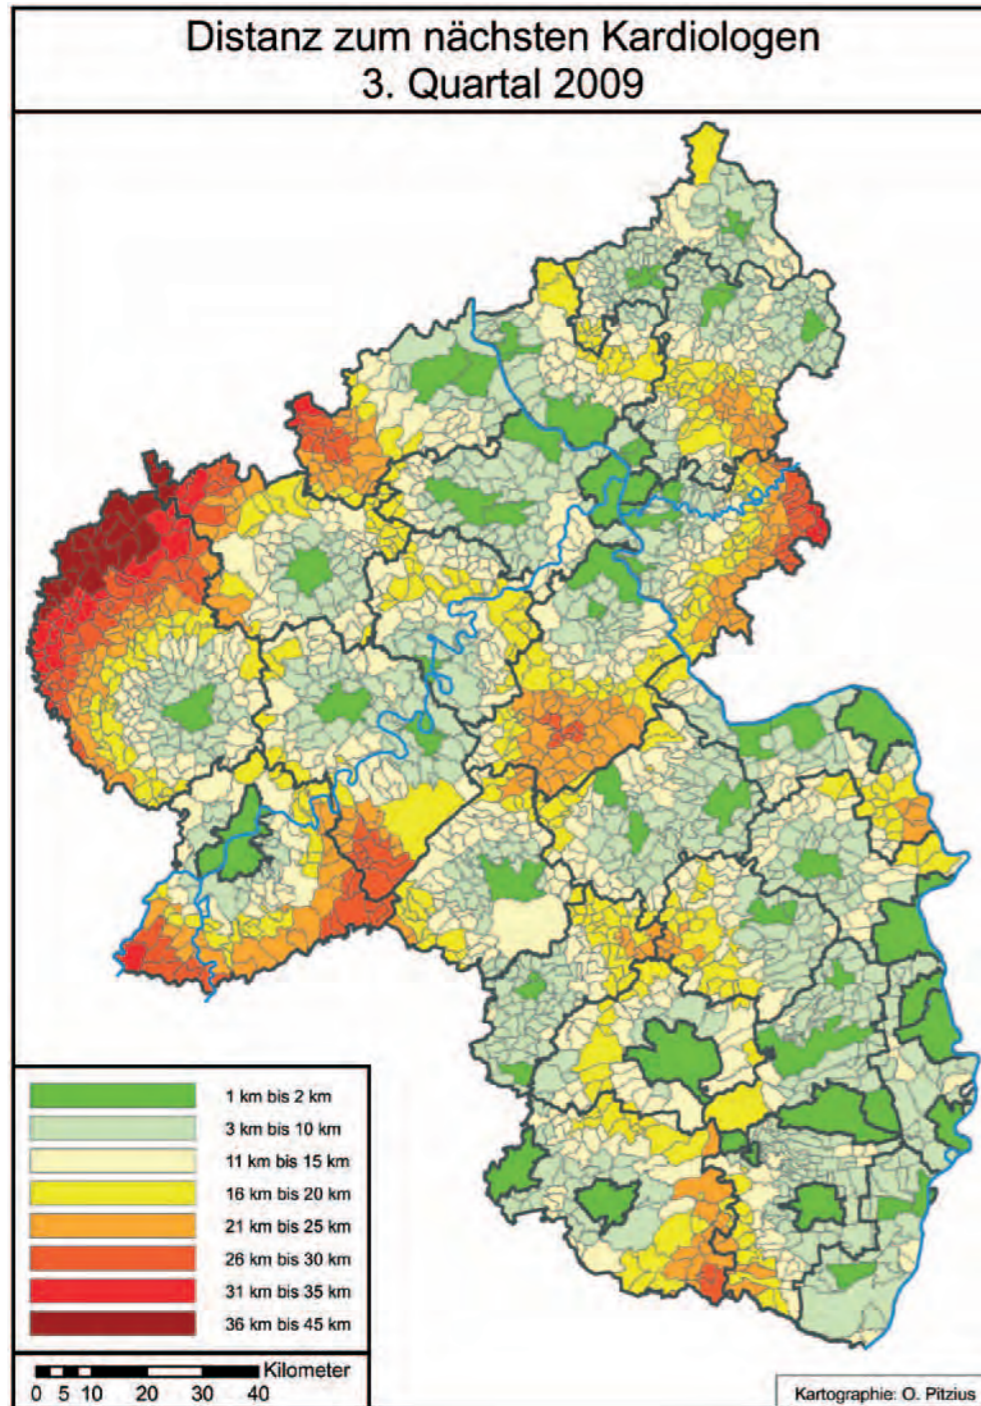 Distanz zum nächsten Kardiologen
3. Quartal 2009
1 km bis 2 km
3 km bis 10 km
11 km bis 15 km
16 km bis 20 km
21 km bis 25 km
26 km bis 30 km
31 km bis 35 km
36 km bis 45 km
Kilometer
0 5 10 20 30 40
Kartographie: O. Pitzius